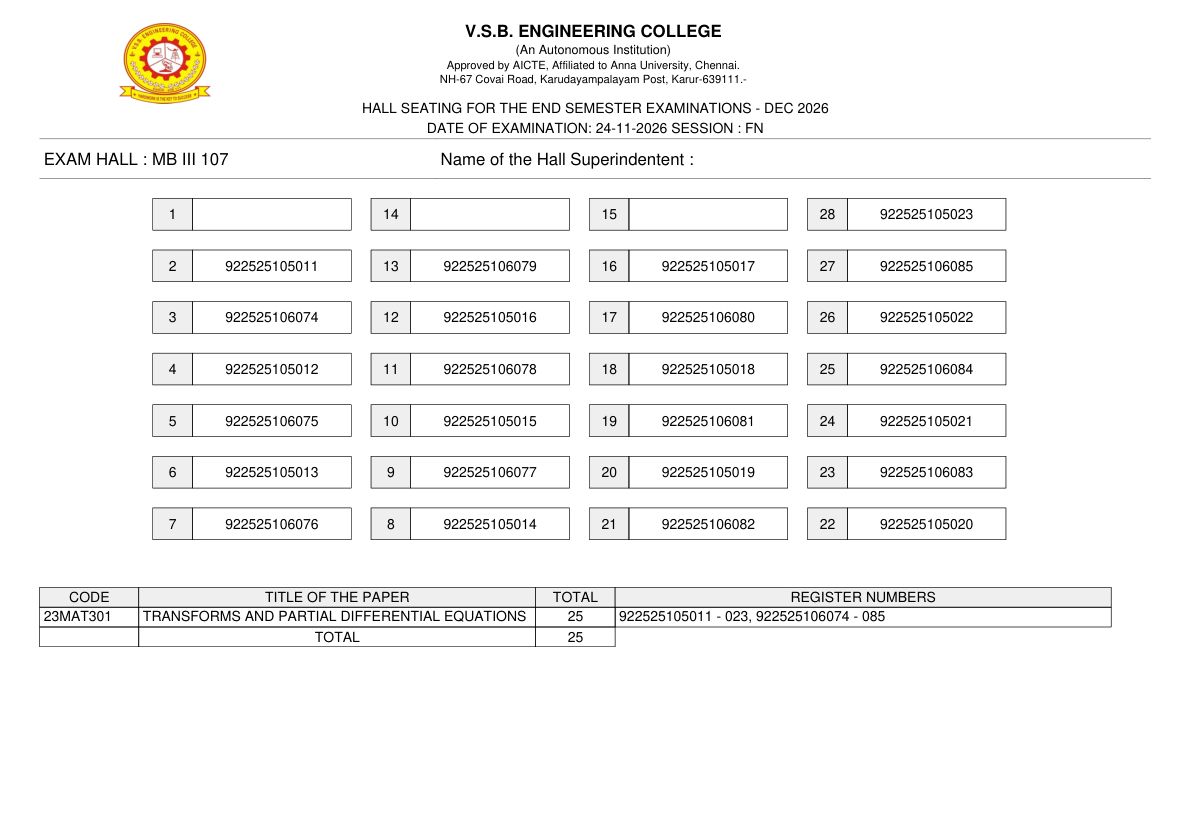 V.S.B. ENGINEERING COLLEGE
(An Autonomous Institution)
Approved by AICTE, Affiliated to Anna University, Chennai.
NH-67 Covai Road, Karudayampalayam Post, Karur-639111.-
HALL SEATING FOR THE END SEMESTER EXAMINATIONS - DEC 2026
DATE OF EXAMINATION: 24-11-2026 SESSION : FN
EXAM HALL : MB III 107 Name of the Hall Superintendent :
1 14 15 28 922525105023
2 922525105011 13 922525106079 16 922525105017 27 922525106085
3 922525106074 12 922525105016 17 922525106080 26 922525105022
4 922525105012 11 922525106078 18 922525105018 25 922525106084
5 922525106075 10 922525105015 19 922525106081 24 922525105021
6 922525105013 9 922525106077 20 922525105019 23 922525106083
7 922525106076 8 922525105014 21 922525106082 22 922525105020
CODE TITLE OF THE PAPER TOTAL REGISTER NUMBERS
23MAT301 TRANSFORMS AND PARTIAL DIFFERENTIAL EQUATIONS 25 922525105011 - 023, 922525106074 - 085
TOTAL 25